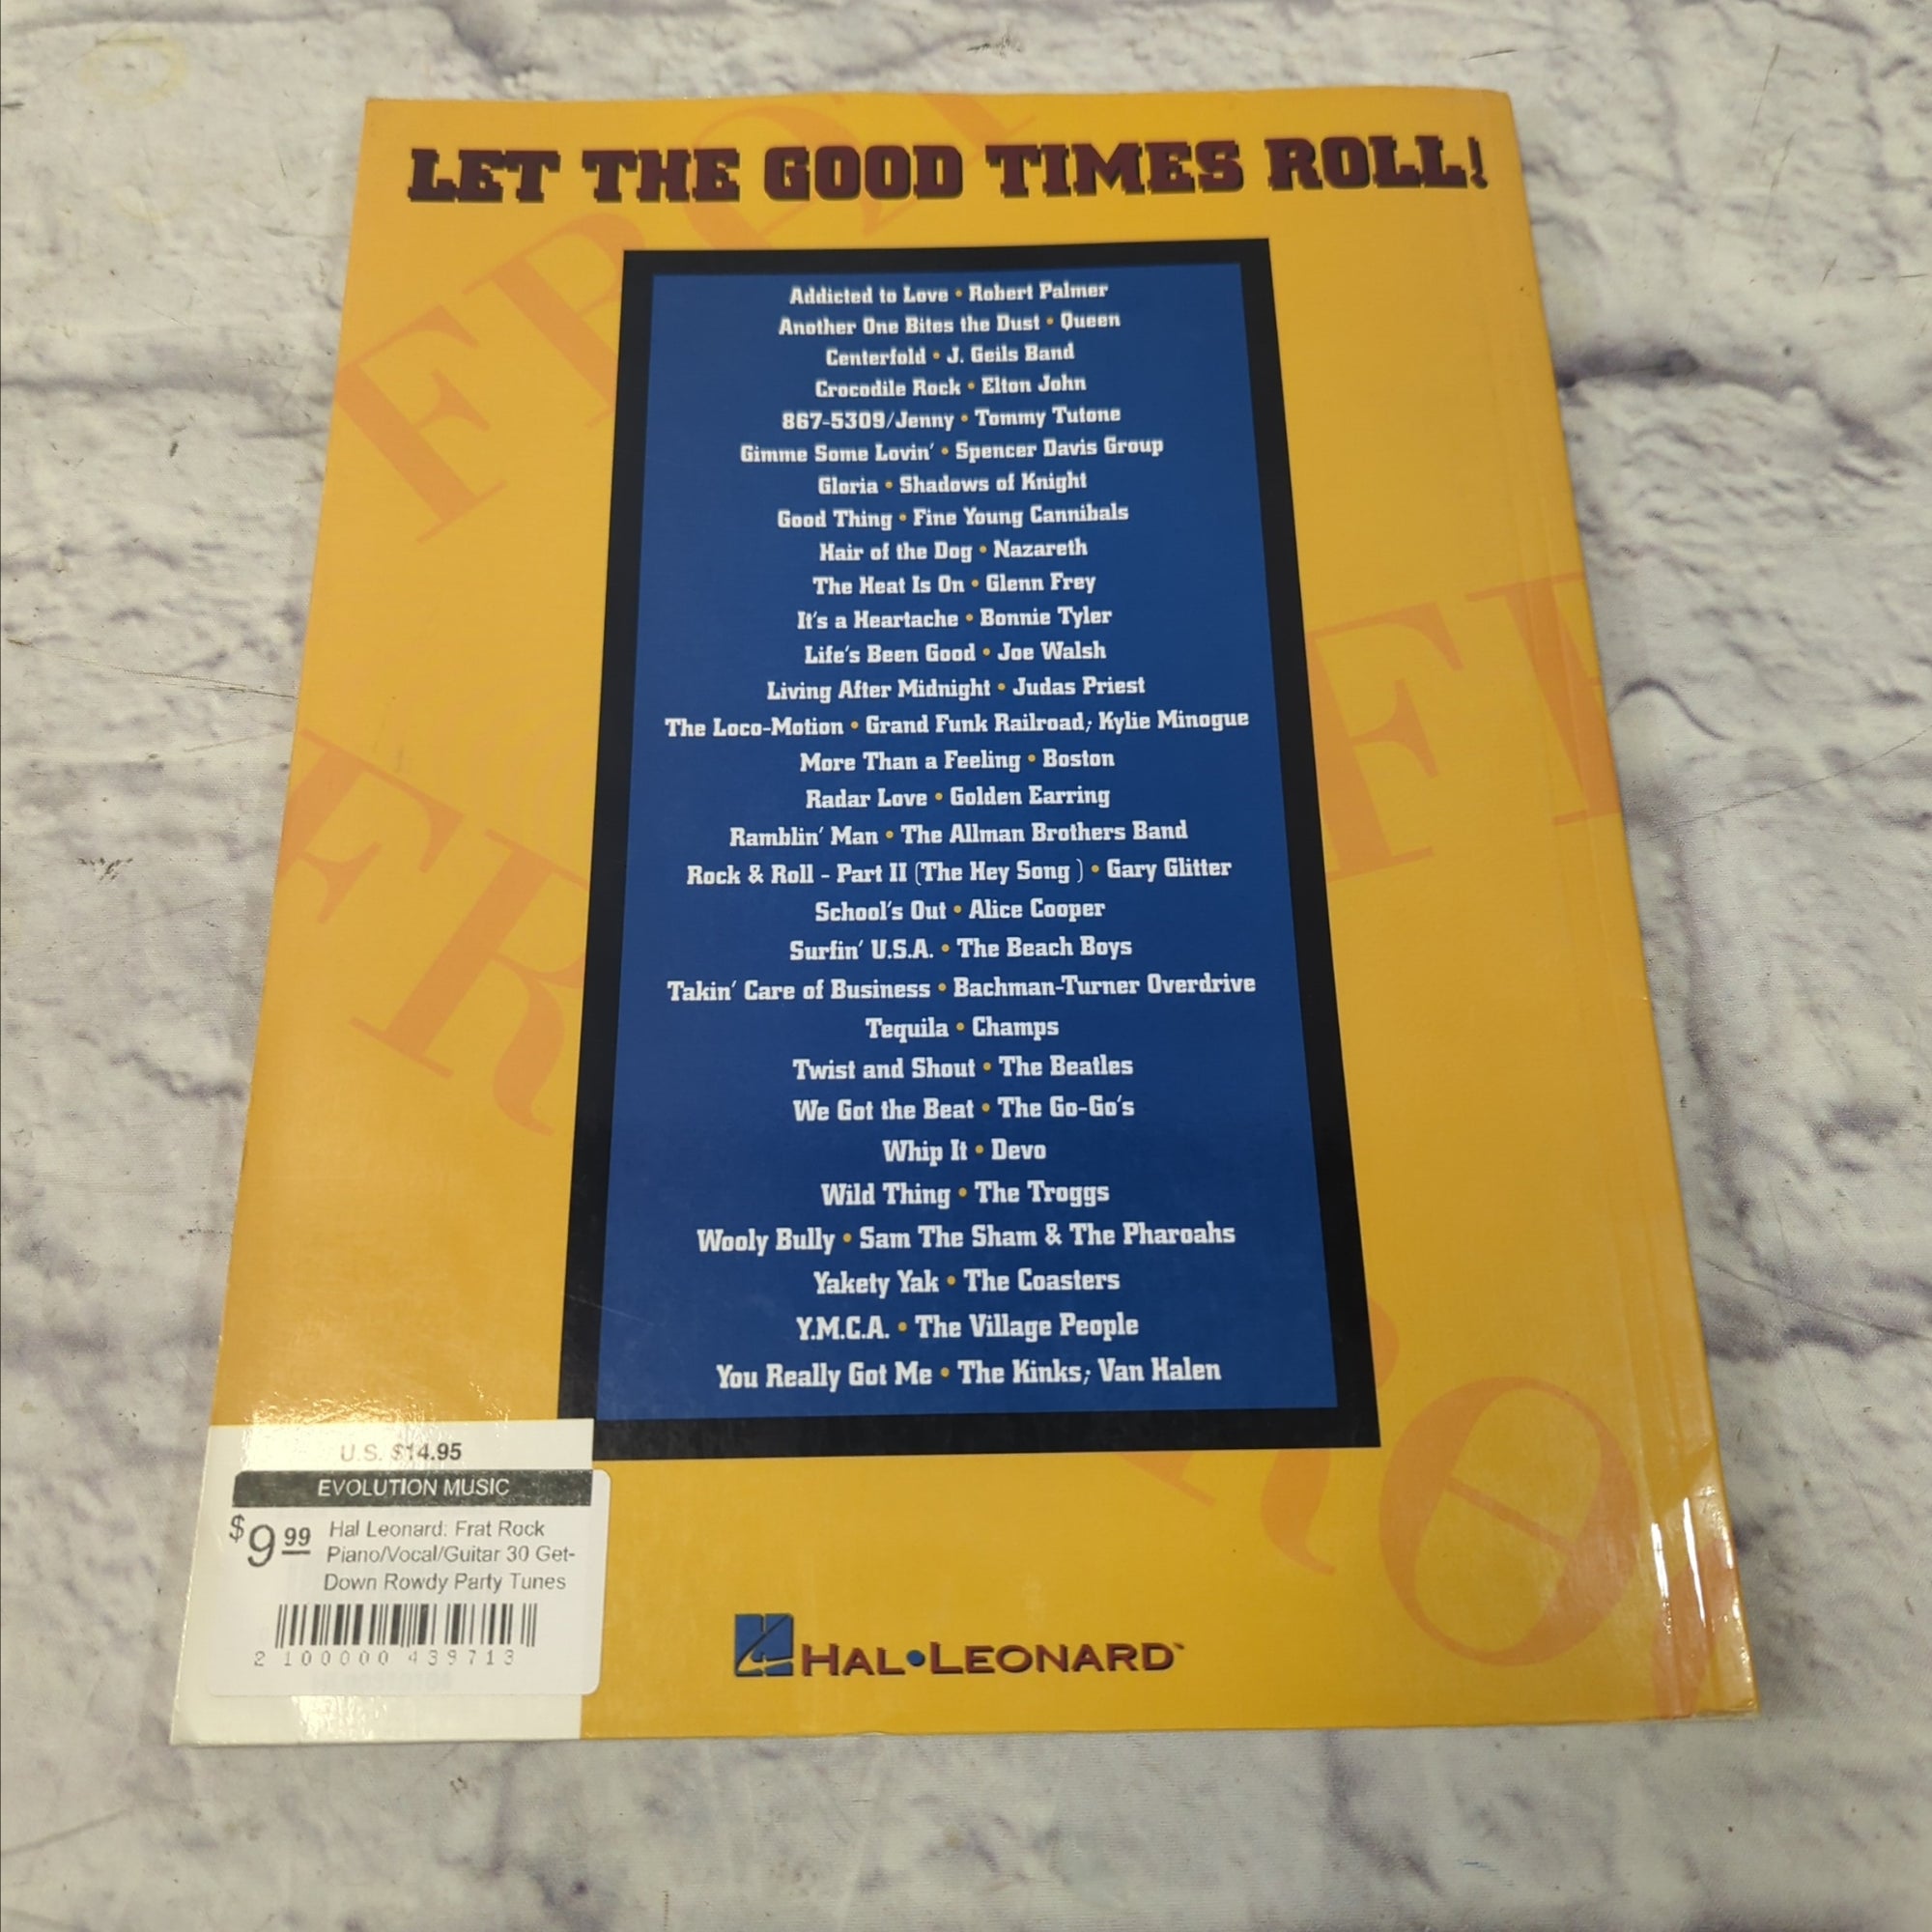 LET THE GOOD TIMES ROLL!
Addicted to Love • Robert Palmer
Another One Bites the Dust • Queen
Centerfold • J. Geils Band
Crocodile Rock • Elton John
867-5309/Jenny • Tommy Tutone
Gimme Some Lovin' • Spencer Davis Group
Gloria • Shadows of Knight
Good Thing • Fine Young Cannibals
Hair of the Dog • Nazareth
The Heat Is On • Glenn Frey
It's a Heartache • Bonnie Tyler
Life's Been Good • Joe Walsh
Living After Midnight • Judas Priest
The Loco-Motion • Grand Funk Railroad; Kylie Minogue
More Than a Feeling • Boston
Radar Love • Golden Earring
Ramblin' Man • The Allman Brothers Band
Rock & Roll - Part II (The Hey Song ) • Gary Glitter
School's Out • Alice Cooper
Surfin' U.S.A. • The Beach Boys
Takin' Care of Business • Bachman-Turner Overdrive
Tequila • Champs
Twist and Shout • The Beatles
We Got the Beat • The Go-Go's
Whip It • Devo
Wild Thing • The Troggs
Wooly Bully • Sam The Sham & The Pharoahs
Yakety Yak • The Coasters
Y.M.C.A. • The Village People
You Really Got Me • The Kinks; Van Halen
U.S. $14.95
EVOLUTION MUSIC
$9.99 Hal Leonard: Frat Rock
Piano/Vocal/Guitar 30 Get-
Down Rowdy Party Tunes
2 100000 439713
HAL•LEONARD™